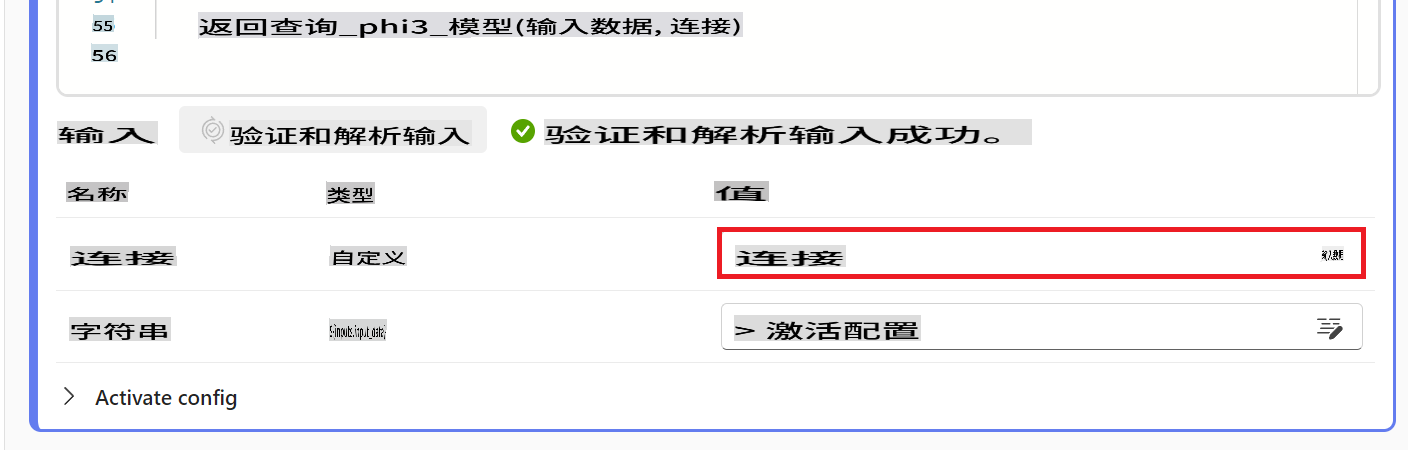 55 返回查询_phi3_模型(输入数据, 连接)
56
输入 验证和解析输入 验证和解析输入成功。
名称 类型 值
连接 自定义 连接
字符串 ${inputs.input_data} > 激活配置
Activate config